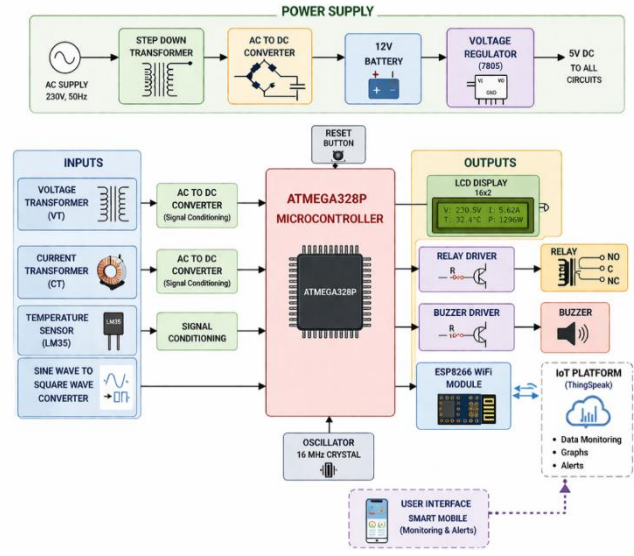 POWER SUPPLY
AC SUPPLY
230V, 50Hz
STEP DOWN
TRANSFORMER
AC TO DC
CONVERTER
12V
BATTERY
VOLTAGE
REGULATOR
(7805)
GND
5V DC
TO ALL
CIRCUITS
RESET
BUTTON
INPUTS
VOLTAGE
TRANSFORMER
(VT)
AC TO DC
CONVERTER
(Signal Conditioning)
CURRENT
TRANSFORMER
(CT)
AC TO DC
CONVERTER
(Signal Conditioning)
TEMPERATURE
SENSOR
(LM35)
LM35
SIGNAL
CONDITIONING
SINE WAVE TO
SQUARE WAVE
CONVERTER
ATMEGA328P
MICROCONTROLLER
ATMEGA328P
OSCILLATOR
16 MHz CRYSTAL
OUTPUTS
LCD DISPLAY
16x2
V: 230.5V I: 5.62A
T: 32.4°C P: 1296W
RELAY DRIVER
R
RELAY
NO
C
NC
BUZZER DRIVER
R
BUZZER
ESP8266 WiFi
MODULE
IoT PLATFORM
(ThingSpeak)
• Data Monitoring
• Graphs
• Alerts
USER INTERFACE
SMART MOBILE
(Monitoring & Alerts)